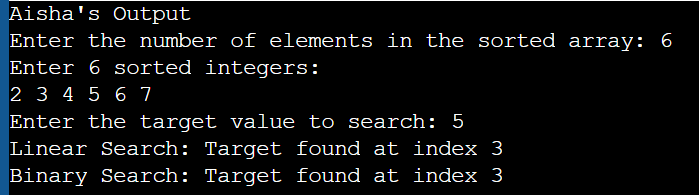 Aisha's Output
Enter the number of elements in the sorted array: 6
Enter 6 sorted integers:
2 3 4 5 6 7
Enter the target value to search: 5
Linear Search: Target found at index 3
Binary Search: Target found at index 3